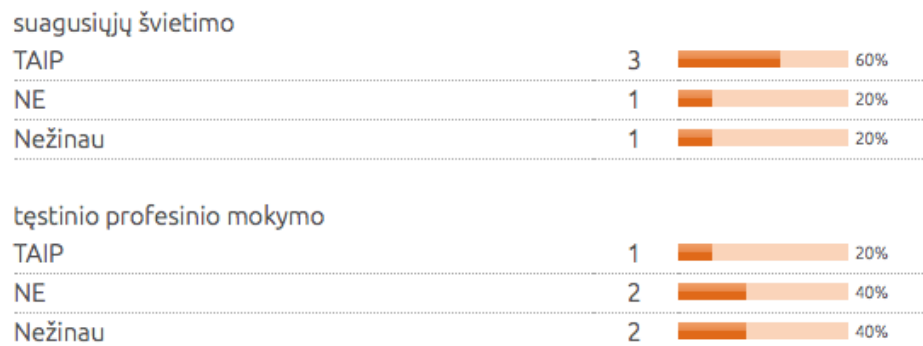 suagusiųjų švietimo
TAIP 3 60%
NE 1 20%
Nežinau 1 20%
tęstinio profesinio mokymo
TAIP 1 20%
NE 2 40%
Nežinau 2 40%